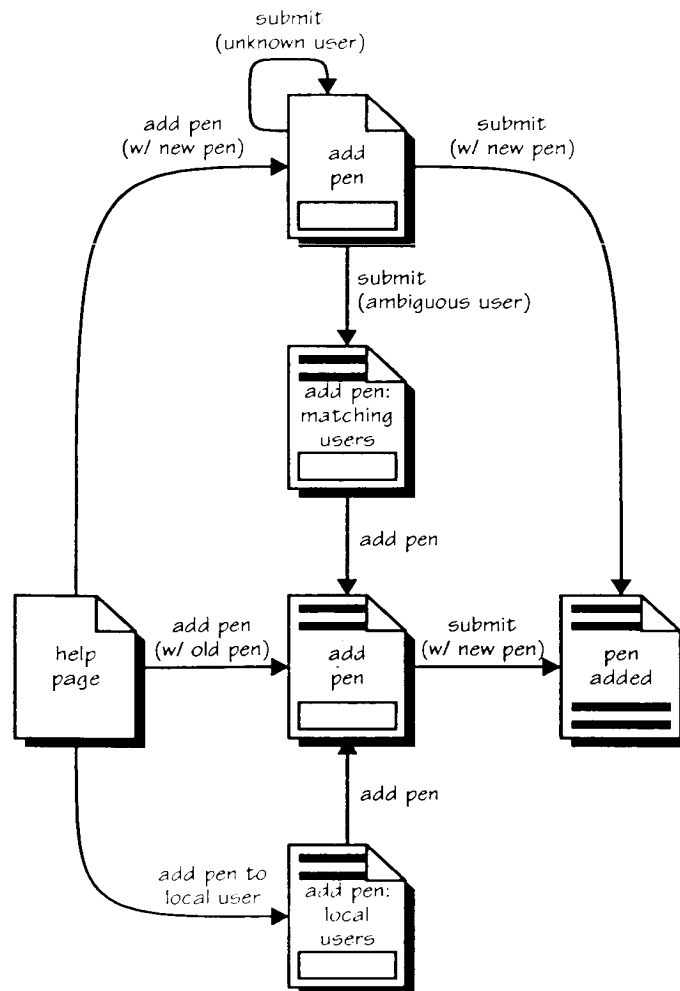 submit
(unknown user)
add pen
(w/ new pen)
submit
(w/ new pen)
add
pen
submit
(ambiguous user)
add pen:
matching
users
add pen
help
page
add pen
(w/ old pen)
add
pen
submit
(w/ new pen)
pen
added
add pen
add pen to
local user
add pen:
local
users